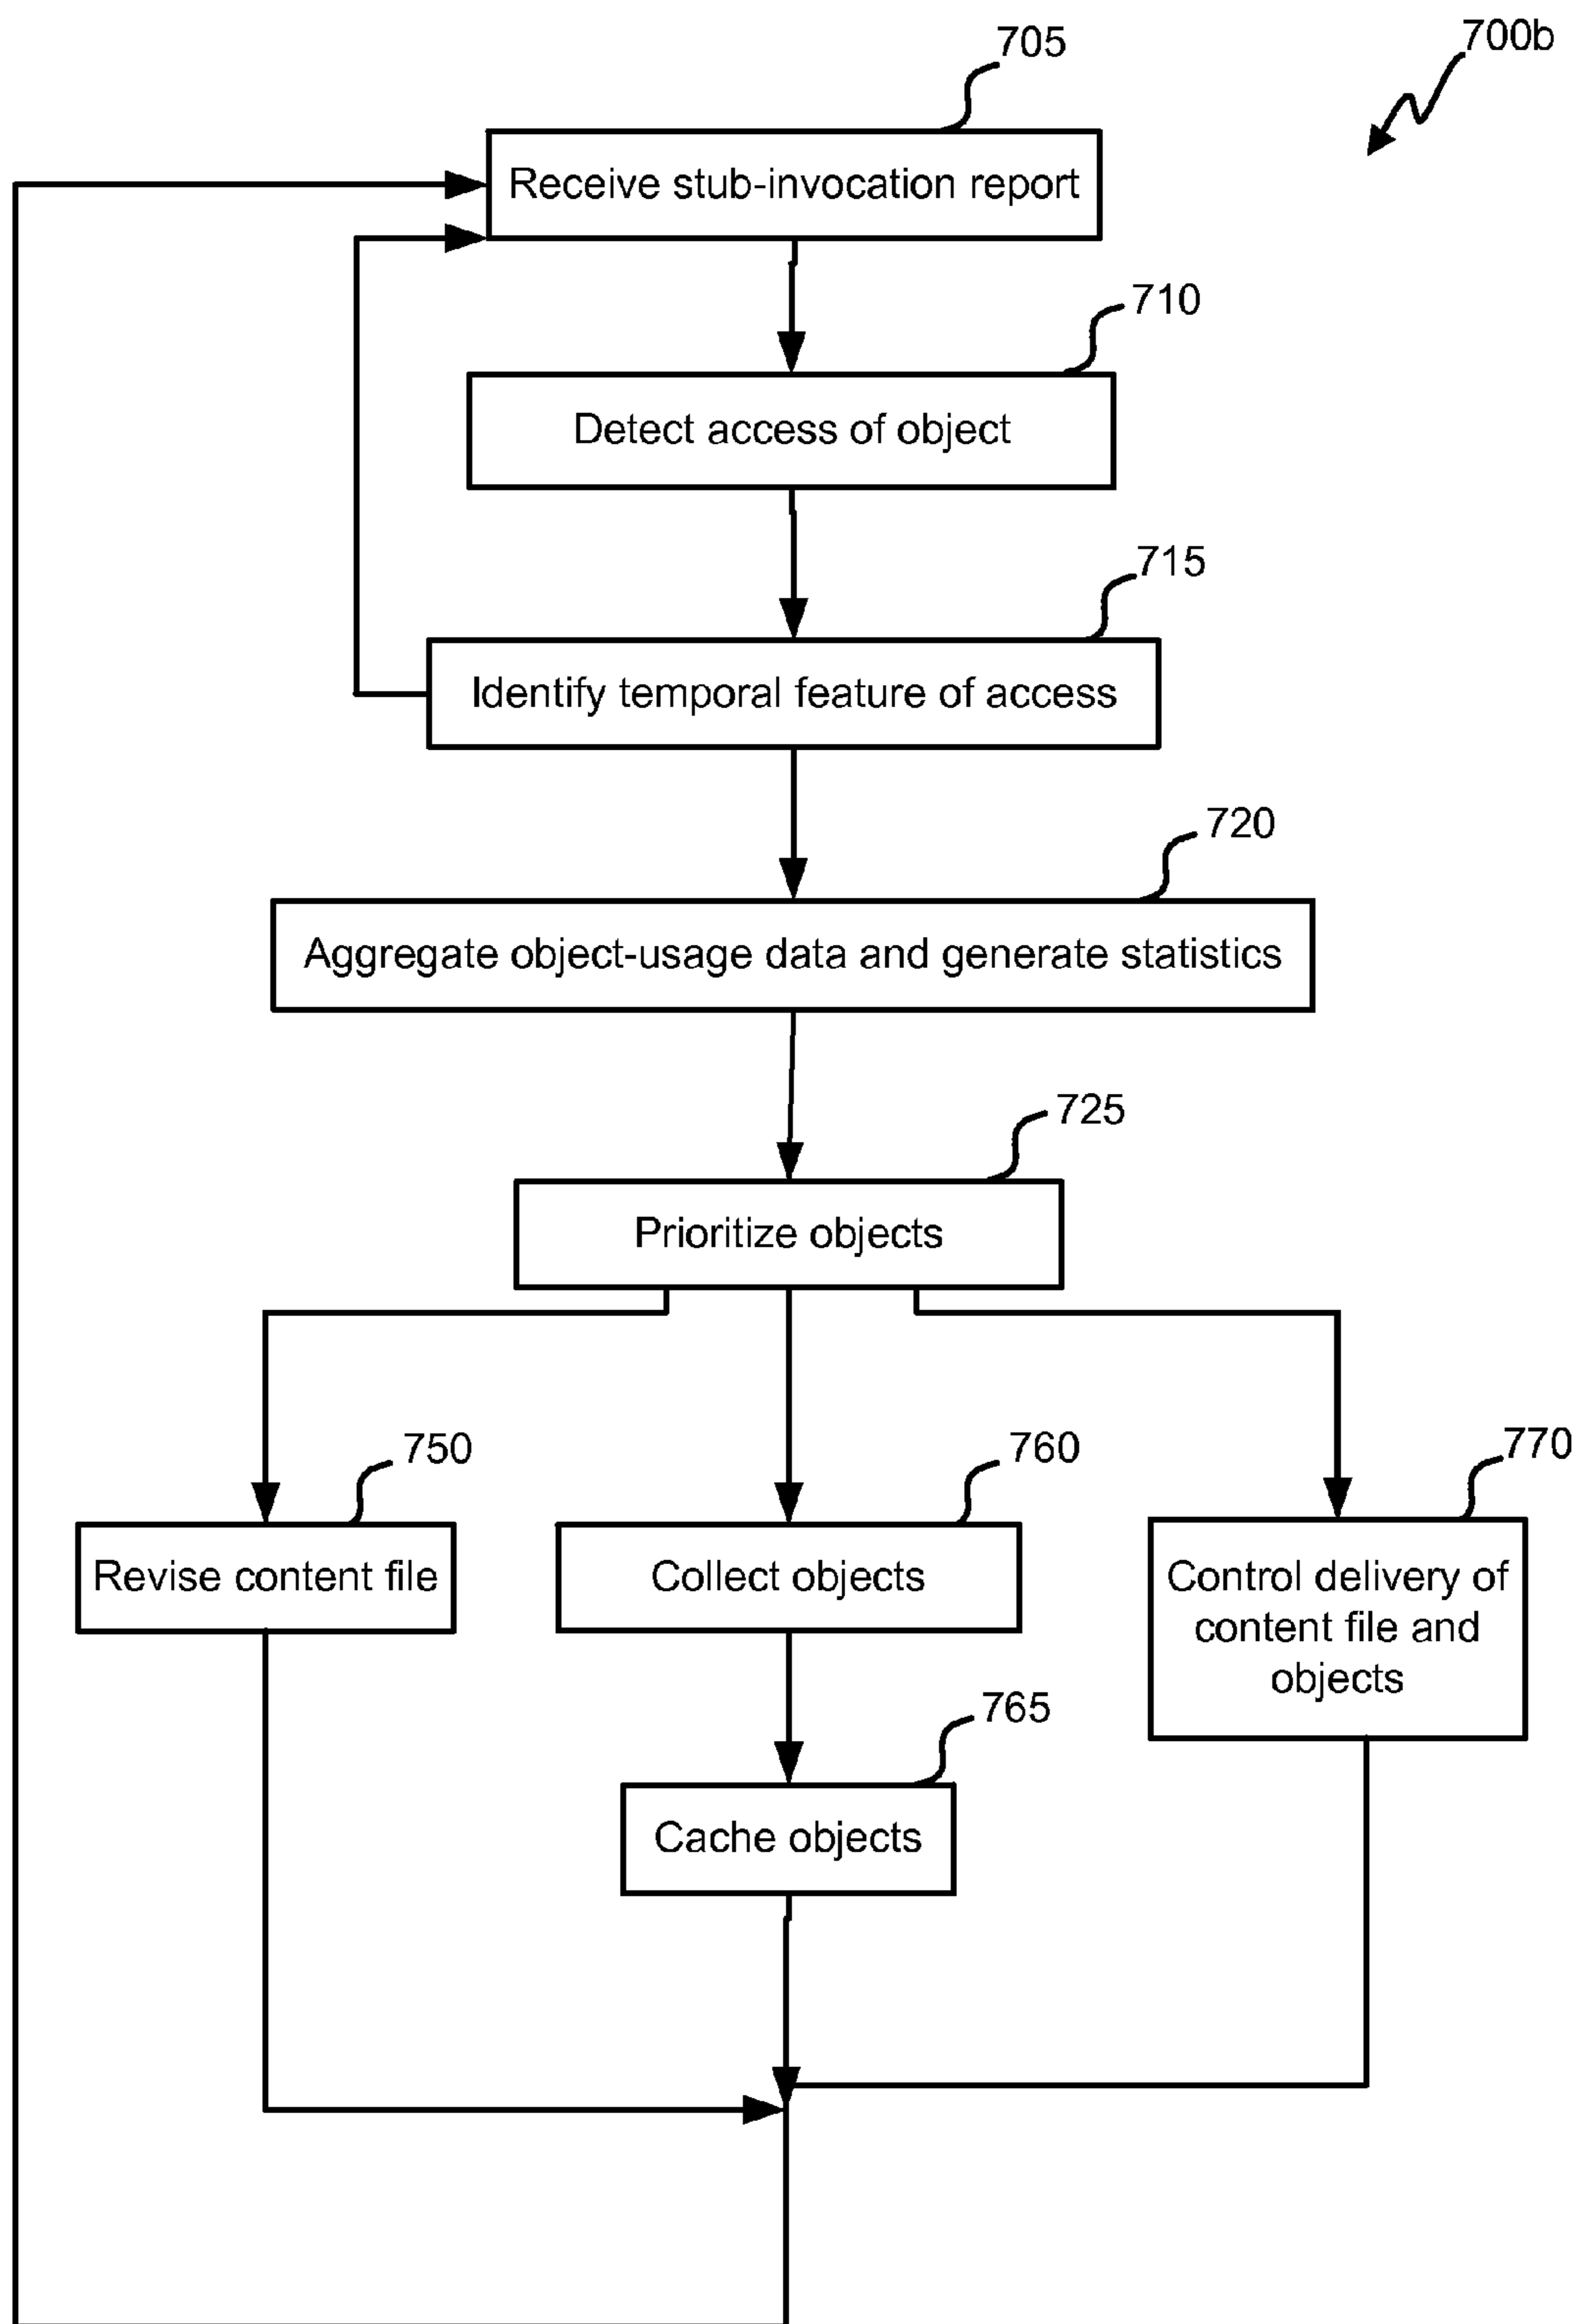 705
700b
Receive stub-invocation report
710
Detect access of object
715
Identify temporal feature of access
720
Aggregate object-usage data and generate statistics
725
Prioritize objects
750
760
770
Revise content file
Collect objects
Control delivery of
content file and
objects
765
Cache objects